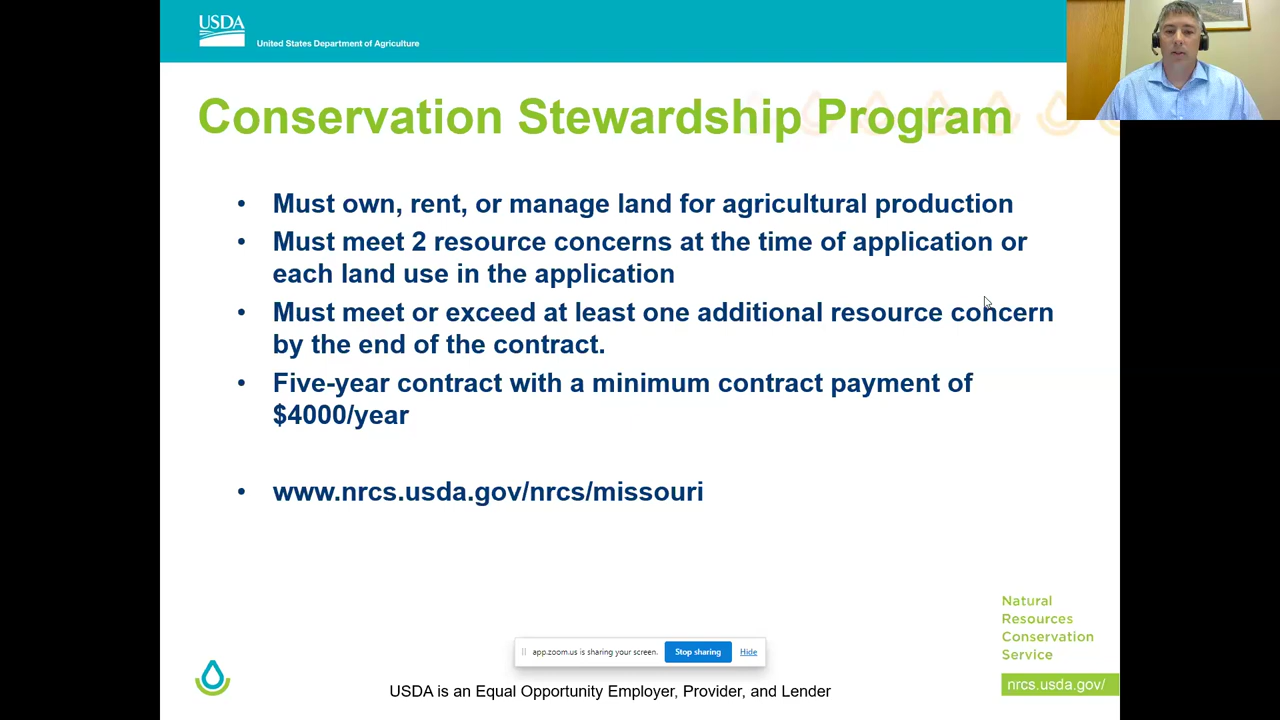 USDA
United States Department of Agriculture
Conservation Stewardship Program
• Must own, rent, or manage land for agricultural production
• Must meet 2 resource concerns at the time of application or
each land use in the application
• Must meet or exceed at least one additional resource concern
by the end of the contract.
• Five-year contract with a minimum contract payment of
$4000/year
• www.nrcs.usda.gov/nrcs/missouri
Natural
Resources
Conservation
Service
nrcs.usda.gov/
app.zoom.us is sharing your screen. Stop sharing Hide
USDA is an Equal Opportunity Employer, Provider, and Lender